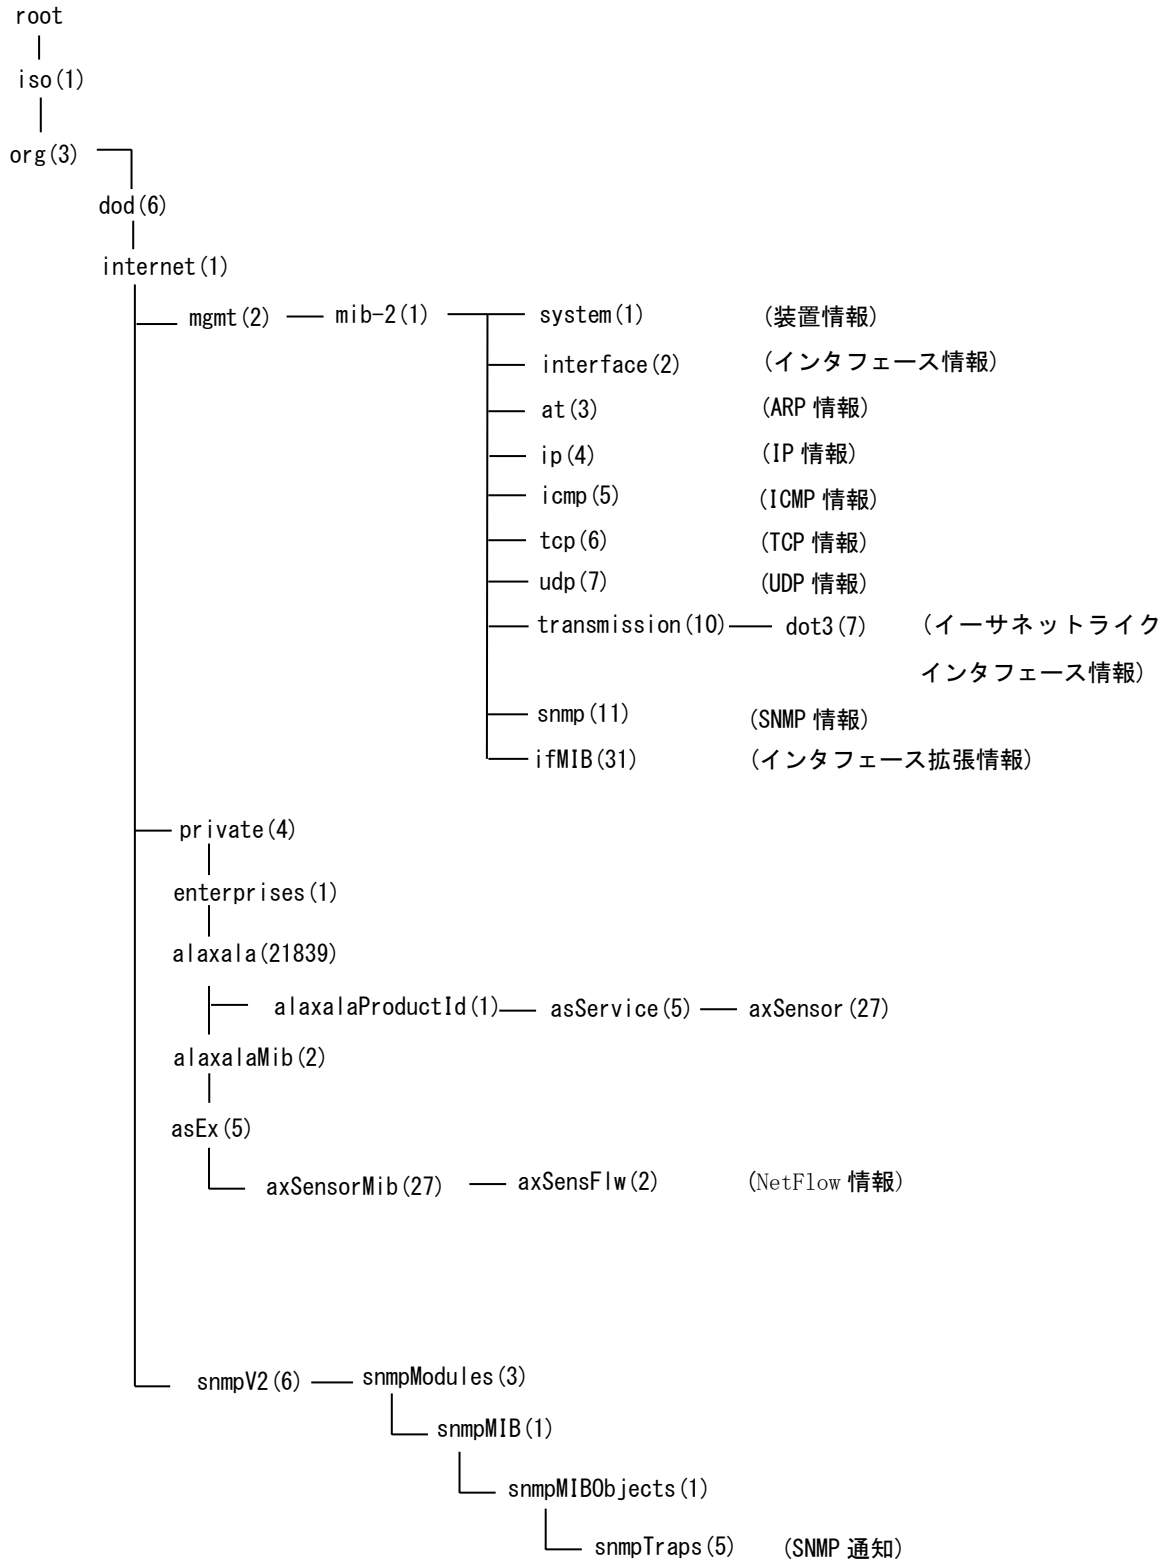 root
iso(1)
org(3)
dod(6)
internet(1)
mgmt(2) mib-2(1) system(1) (装置情報)
interface(2) (インタフェース情報)
at(3) (ARP 情報)
ip(4) (IP 情報)
icmp(5) (ICMP 情報)
tcp(6) (TCP 情報)
udp(7) (UDP 情報)
transmission(10) dot3(7) (イーサネットライク
インタフェース情報)
snmp(11) (SNMP 情報)
ifMIB(31) (インタフェース拡張情報)
private(4)
enterprises(1)
alaxala(21839)
alaxalaProductId(1) asService(5) axSensor(27)
alaxalaMib(2)
asEx(5)
axSensorMib(27) axSensFlw(2) (NetFlow 情報)
snmpV2(6) snmpModules(3)
snmpMIB(1)
snmpMIBObjects(1)
snmpTraps(5) (SNMP 通知)